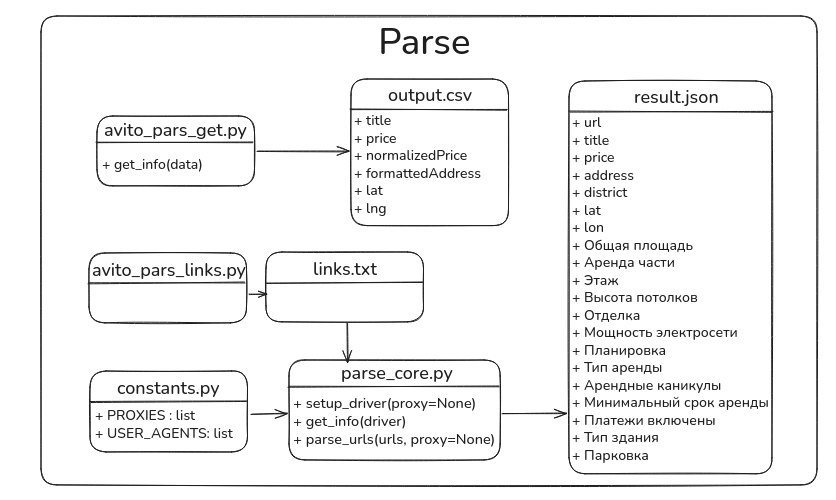 Parse
avito_pars_get.py
+ get_info(data)
output.csv
+ title
+ price
+ normalizedPrice
+ formattedAddress
+ lat
+ lng
avito_pars_links.py
links.txt
constants.py
+ PROXIES : list
+ USER_AGENTS: list
parse_core.py
+ setup_driver(proxy=None)
+ get_info(driver)
+ parse_urls(urls, proxy=None)
result.json
+ url
+ title
+ price
+ address
+ district
+ lat
+ lon
+ Общая площадь
+ Аренда части
+ Этаж
+ Высота потолков
+ Отделка
+ Мощность электросети
+ Планировка
+ Тип аренды
+ Арендные каникулы
+ Минимальный срок аренды
+ Платежи включены
+ Тип здания
+ Парковка